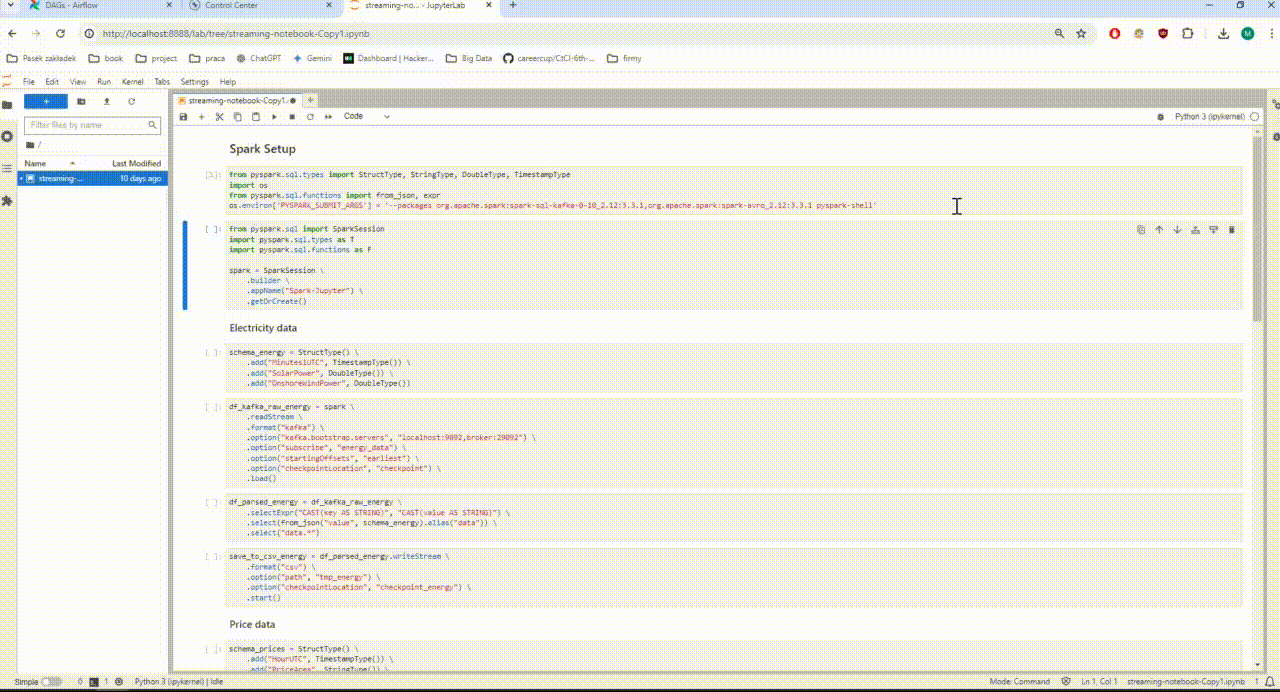 DAGs - Airflow
Control Center
streaming-no... - JupyterLab
http://localhost:8888/lab/tree/streaming-notebook-Copy1.ipynb
M
Pasek zakładek
book
project
praca
ChatGPT
Gemini
Dashboard | Hacker...
Big Data
careercup/CtCI-6th-...
firmy
File Edit View Run Kernel Tabs Settings Help
Filter files by name
/
Name
Last Modified
streaming-...
10 days ago
streaming-notebook-Copy1.
Code
Python 3 (ipykernel)
Spark Setup
from pyspark.sql.types import StructType, StringType, DoubleType, TimestampType
import os
from pyspark.sql.functions import from_json, expr
os.environ['PYSPARK_SUBMIT_ARGS'] = '--packages org.apache.spark:spark-sql-kafka-0-10_2.12:3.3.1,org.apache.spark:spark-avro_2.12:3.3.1 pyspark-shell'
[ ]:
from pyspark.sql import SparkSession
import pyspark.sql.types as T
import pyspark.sql.functions as F
spark = SparkSession \
.builder \
.appName("Spark-Jupyter") \
.getOrCreate()
Electricity data
[ ]:
schema_energy = StructType() \
.add("Minutes1UTC", TimestampType()) \
.add("SolarPower", DoubleType()) \
.add("OnshoreWindPower", DoubleType())
[ ]:
df_kafka_raw_energy = spark \
.readStream \
.format("kafka") \
.option("kafka.bootstrap.servers", "localhost:9092,broker:29092") \
.option("subscribe", "energy_data") \
.option("startingOffsets", "earliest") \
.option("checkpointLocation", "checkpoint") \
.load()
[ ]:
df_parsed_energy = df_kafka_raw_energy \
.selectExpr("CAST(key AS STRING)", "CAST(value AS STRING)") \
.select(from_json("value", schema_energy).alias("data")) \
.select("data.*")
[ ]:
save_to_csv_energy = df_parsed_energy.writeStream \
.format("csv") \
.option("path", "tmp_energy") \
.option("checkpointLocation", "checkpoint_energy") \
.start()
Price data
[ ]:
schema_prices = StructType() \
.add("HourUTC", TimestampType()) \
.add("PriceArea", StringType()) \
Simple
0
1
Python 3 (ipykernel) | Idle
Mode: Command
Ln 1, Col 1
streaming-notebook-Copy1.ipynb
1